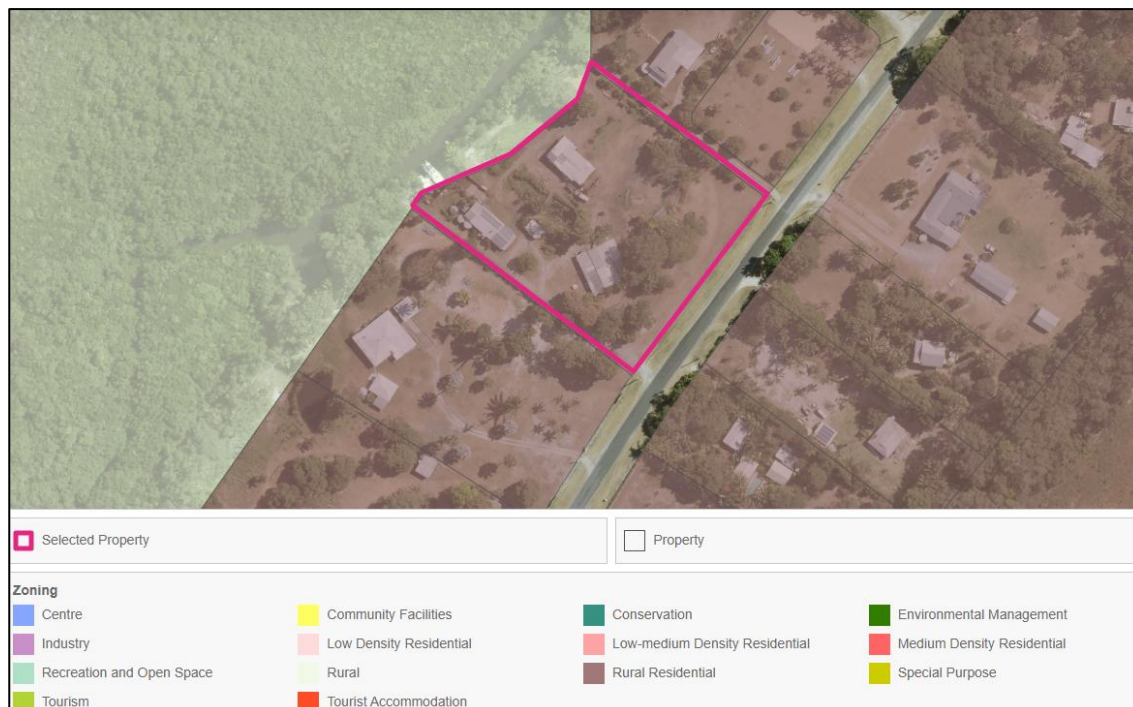 Selected Property
Property
Zoning
Centre
Community Facilities
Conservation
Environmental Management
Industry
Low Density Residential
Low-medium Density Residential
Medium Density Residential
Recreation and Open Space
Rural
Rural Residential
Special Purpose
Tourism
Tourist Accommodation